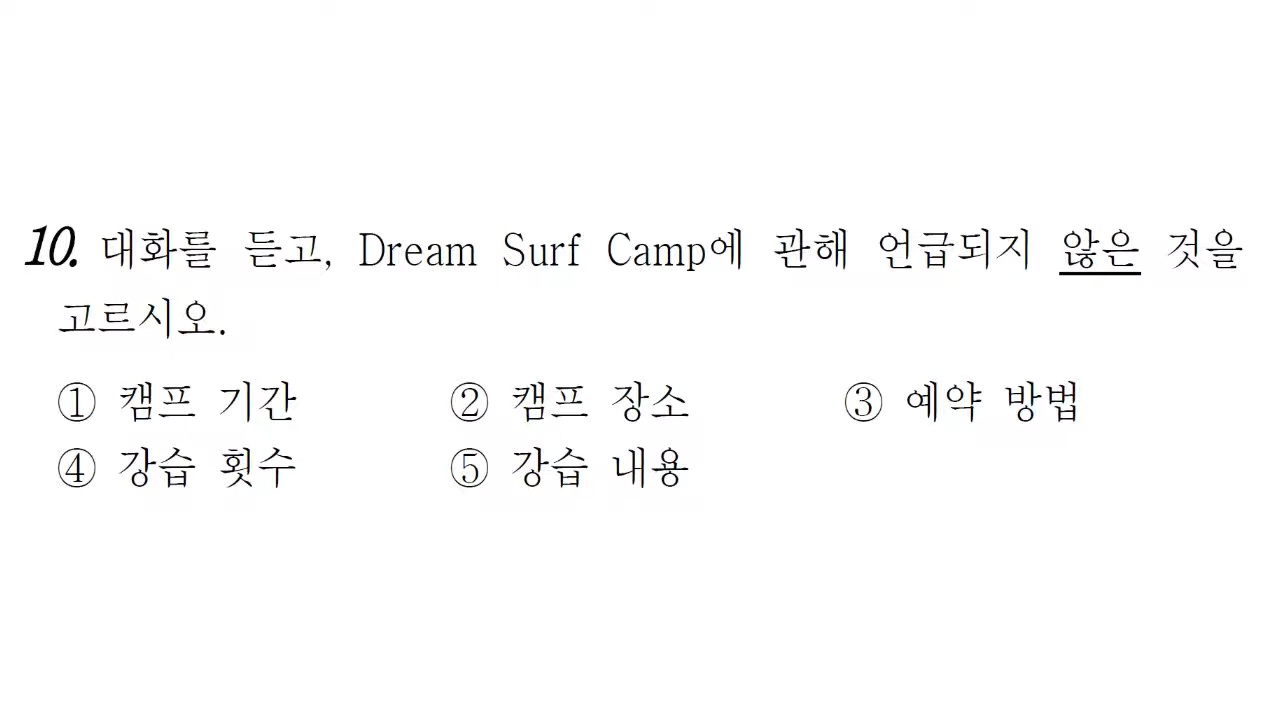 10. 대화를 듣고, Dream Surf Camp에 관해 언급되지 않은 것을
고르시오.
① 캠프 기간 ② 캠프 장소 ③ 예약 방법
④ 강습 횟수 ⑤ 강습 내용